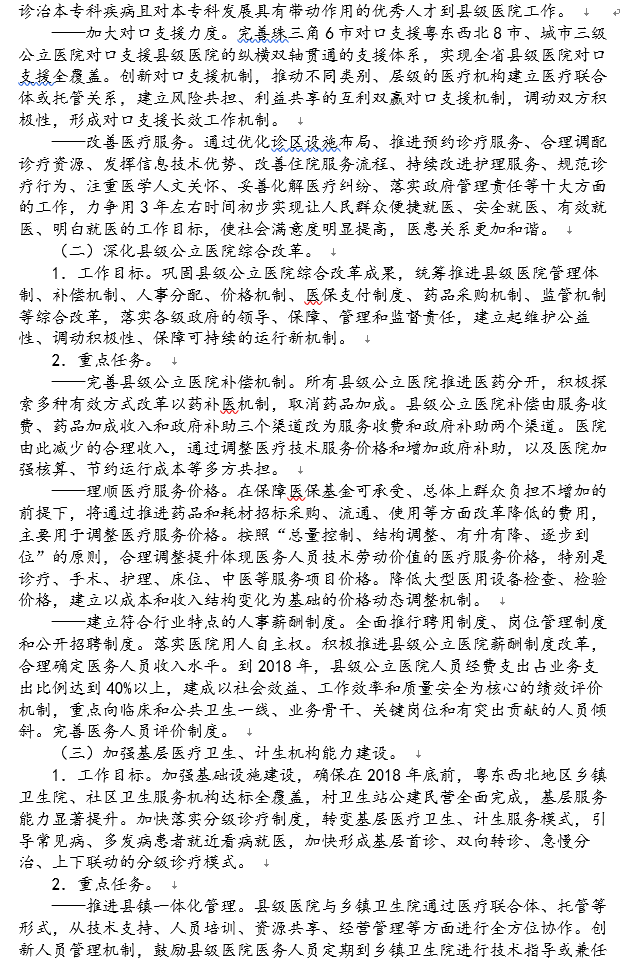 诊治本专科疾病且对本专科发展具有带动作用的优秀人才到县级医院工作。
——加大对口支援力度。完善珠三角6市对口支援粤东西北8市、城市三级
公立医院对口支援县级医院的纵横双轴贯通的支援体系，实现全省县级医院对口
支援全覆盖。创新对口支援机制，推动不同类别、层级的医疗机构建立医疗联合
体或托管关系，建立风险共担、利益共享的互利双赢对口支援机制，调动双方积
极性，形成对口支援长效工作机制。
——改善医疗服务。通过优化诊区设施布局、推进预约诊疗服务、合理调配
诊疗资源、发挥信息技术优势、改善住院服务流程、持续改进护理服务、规范诊
疗行为、注重医学人文关怀、妥善化解医疗纠纷、落实政府管理责任等十大方面
的工作，力争用3年左右时间初步实现让人民群众便捷就医、安全就医、有效就
医、明白就医的工作目标，使社会满意度明显提高，医患关系更加和谐。
（二）深化县级公立医院综合改革。
1．工作目标。巩固县级公立医院综合改革成果，统筹推进县级医院管理体
制、补偿机制、人事分配、价格机制、医保支付制度、药品采购机制、监管机制
等综合改革，落实各级政府的领导、保障、管理和监督责任，建立起维护公益
性、调动积极性、保障可持续的运行新机制。
2．重点任务。
——完善县级公立医院补偿机制。所有县级公立医院推进医药分开，积极探
索多种有效方式改革以药补医机制，取消药品加成。县级公立医院补偿由服务收
费、药品加成收入和政府补助三个渠道改为服务收费和政府补助两个渠道。医院
由此减少的合理收入，通过调整医疗技术服务价格和增加政府补助，以及医院加
强核算、节约运行成本等多方共担。
——理顺医疗服务价格。在保障医保基金可承受、总体上群众负担不增加的
前提下，将通过推进药品和耗材招标采购、流通、使用等方面改革降低的费用，
主要用于调整医疗服务价格。按照“总量控制、结构调整、有升有降、逐步到
位”的原则，合理调整提升体现医务人员技术劳动价值的医疗服务价格，特别是
诊疗、手术、护理、床位、中医等服务项目价格。降低大型医用设备检查、检验
价格，建立以成本和收入结构变化为基础的价格动态调整机制。
——建立符合行业特点的人事薪酬制度。全面推行聘用制度、岗位管理制度
和公开招聘制度。落实医院用人自主权。积极推进县级公立医院薪酬制度改革，
合理确定医务人员收入水平。到2018年，县级公立医院人员经费支出占业务支
出比例达到40%以上，建成以社会效益、工作效率和质量安全为核心的绩效评价
机制，重点向临床和公共卫生一线、业务骨干、关键岗位和有突出贡献的人员倾
斜。完善医务人员评价制度。
（三）加强基层医疗卫生、计生机构能力建设。
1．工作目标。加强基础设施建设，确保在2018年底前，粤东西北地区乡镇
卫生院、社区卫生服务机构达标全覆盖，村卫生站公建民营全面完成，基层服务
能力显著提升。加快落实分级诊疗制度，转变基层医疗卫生、计生服务模式，引
导常见病、多发病患者就近看病就医，加快形成基层首诊、双向转诊、急慢分
治、上下联动的分级诊疗模式。
2．重点任务。
——推进县镇一体化管理。县级医院与乡镇卫生院通过医疗联合体、托管等
形式，从技术支持、人员培训、资源共享、经营管理等方面进行全方位协作。创
新人员管理机制，鼓励县级医院医务人员定期到乡镇卫生院进行技术指导或兼任